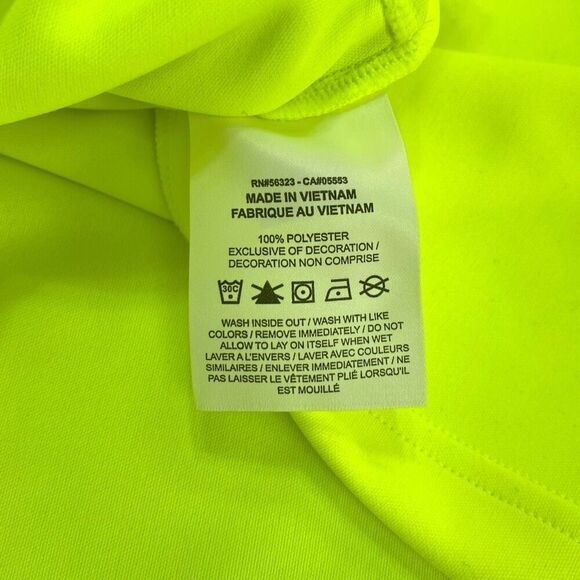 RN#56323 - CA#05553
MADE IN VIETNAM
FABRIQUE AU VIETNAM
100% POLYESTER
EXCLUSIVE OF DECORATION /
DECORATION NON COMPRISE
30C
WASH INSIDE OUT / WASH WITH LIKE
COLORS / REMOVE IMMEDIATELY / DO NOT
ALLOW TO LAY ON ITSELF WHEN WET
LAVER A L'ENVERS / LAVER AVEC COULEURS
SIMILAIRES / ENLEVER IMMEDIATEMENT / NE
PAS LAISSER LE VÊTEMENT PLIÉ LORSQU'IL
EST MOUILLÉ